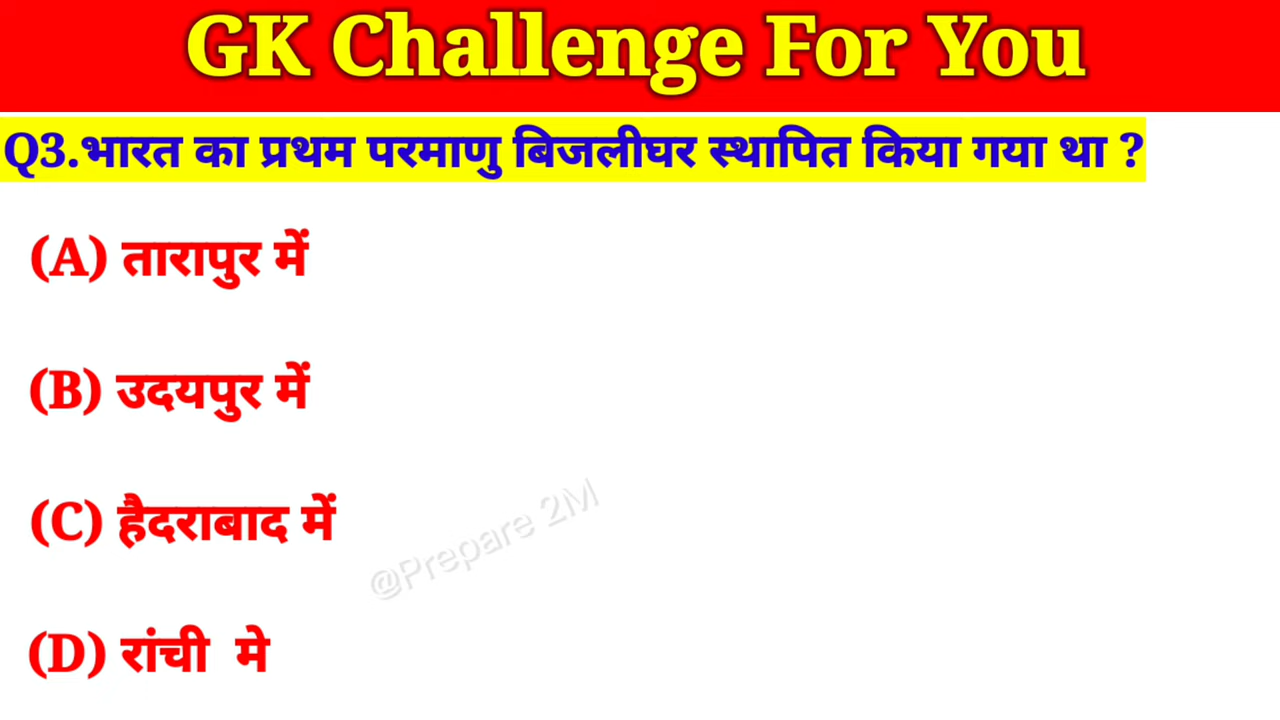 GK Challenge For You
Q3.भारत का प्रथम परमाणु बिजलीघर स्थापित किया गया था ?
(A) तारापुर में
(B) उदयपुर में
(C) हैदराबाद में
@Prepare 2M
(D) रांची मे